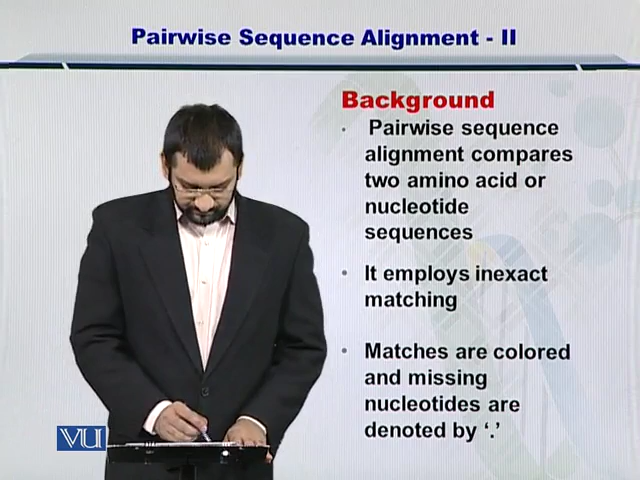 Pairwise Sequence Alignment - II
Background
• Pairwise sequence
alignment compares
two amino acid or
nucleotide
sequences
• It employs inexact
matching
• Matches are colored
and missing
nucleotides are
denoted by ‘.’
VU